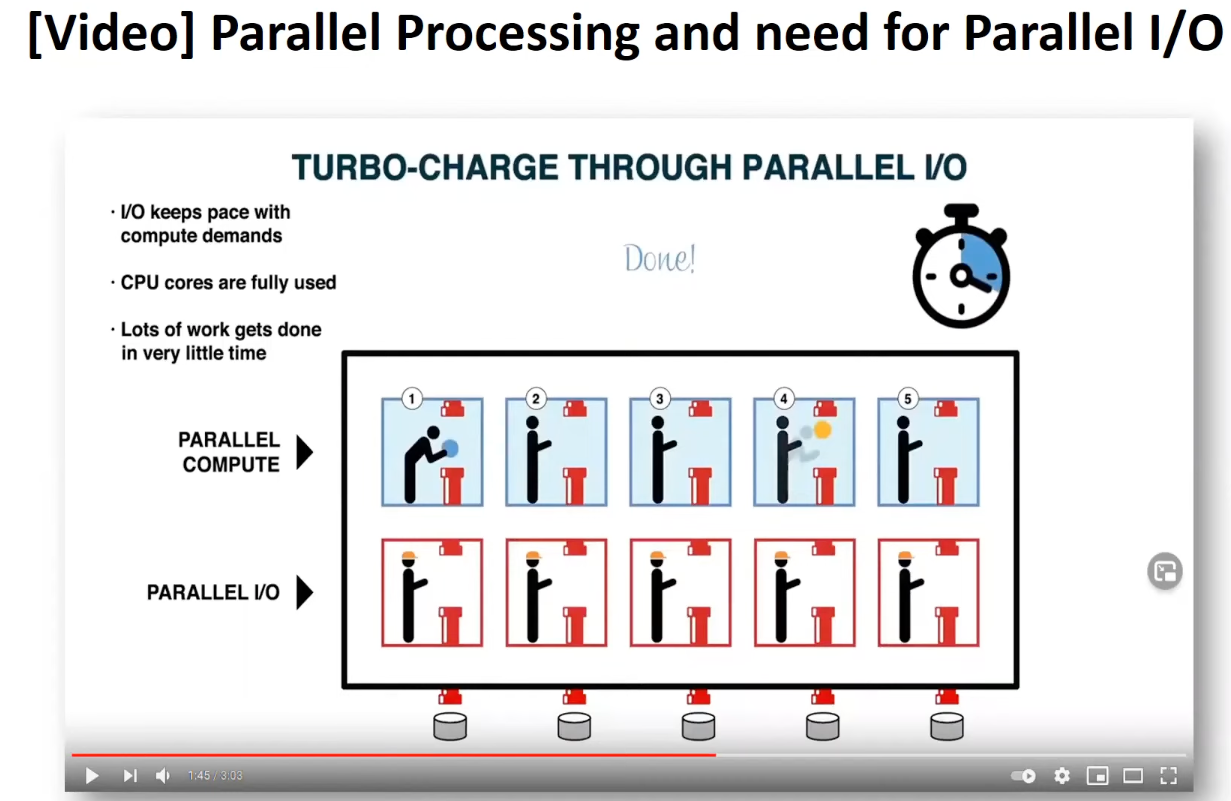 [Video] Parallel Processing and need for Parallel I/O
TURBO-CHARGE THROUGH PARALLEL I/O
· I/O keeps pace with
compute demands
· CPU cores are fully used
· Lots of work gets done
in very little time
Done!
1 2 3 4 5
PARALLEL
COMPUTE
PARALLEL I/O
1:45 / 3:03